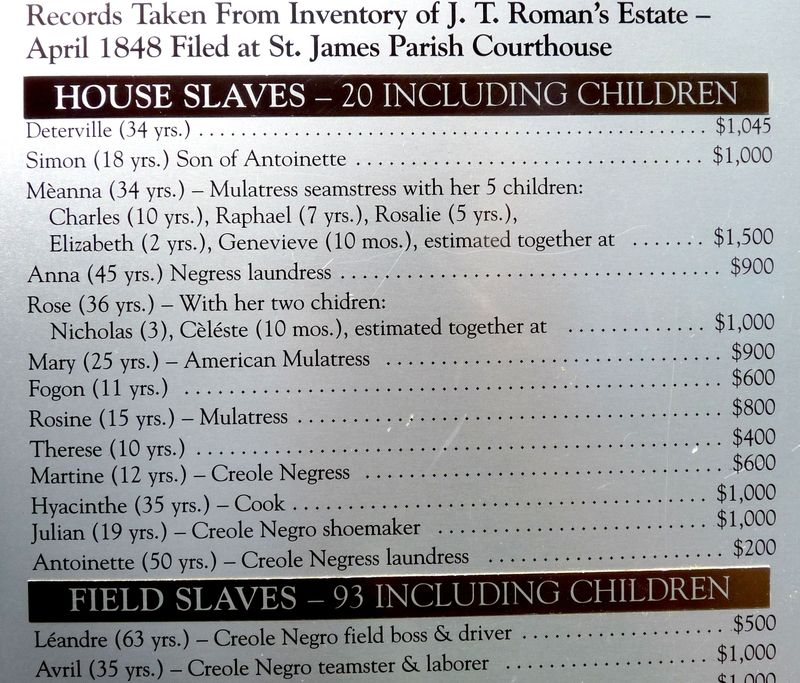 Records Taken From Inventory of J. T. Roman's Estate –
April 1848 Filed at St. James Parish Courthouse
HOUSE SLAVES – 20 INCLUDING CHILDREN
Deterville (34 yrs.) . . . . . . . . . . $1,045
Simon (18 yrs.) Son of Antoinette . . . . . . . . . . $1,000
Mèanna (34 yrs.) – Mulatress seamstress with her 5 children:
Charles (10 yrs.), Raphael (7 yrs.), Rosalie (5 yrs.),
Elizabeth (2 yrs.), Genevieve (10 mos.), estimated together at . . . . . . . $1,500
Anna (45 yrs.) Negress laundress . . . . . . . . . . $900
Rose (36 yrs.) – With her two chidren:
Nicholas (3), Cèléste (10 mos.), estimated together at . . . . . . . . . . $1,000
Mary (25 yrs.) – American Mulatress . . . . . . . . . . $900
Fogon (11 yrs.) . . . . . . . . . . $600
Rosine (15 yrs.) – Mulatress . . . . . . . . . . $800
Therese (10 yrs.) . . . . . . . . . . $400
Martine (12 yrs.) – Creole Negress . . . . . . . . . . $600
Hyacinthe (35 yrs.) – Cook . . . . . . . . . . $1,000
Julian (19 yrs.) – Creole Negro shoemaker . . . . . . . . . . $1,000
Antoinette (50 yrs.) – Creole Negress laundress . . . . . . . . . . $200
FIELD SLAVES – 93 INCLUDING CHILDREN
Léandre (63 yrs.) – Creole Negro field boss & driver . . . . . . . . . . $500
Avril (35 yrs.) – Creole Negro teamster & laborer . . . . . . . . . . $1,000
$1,000